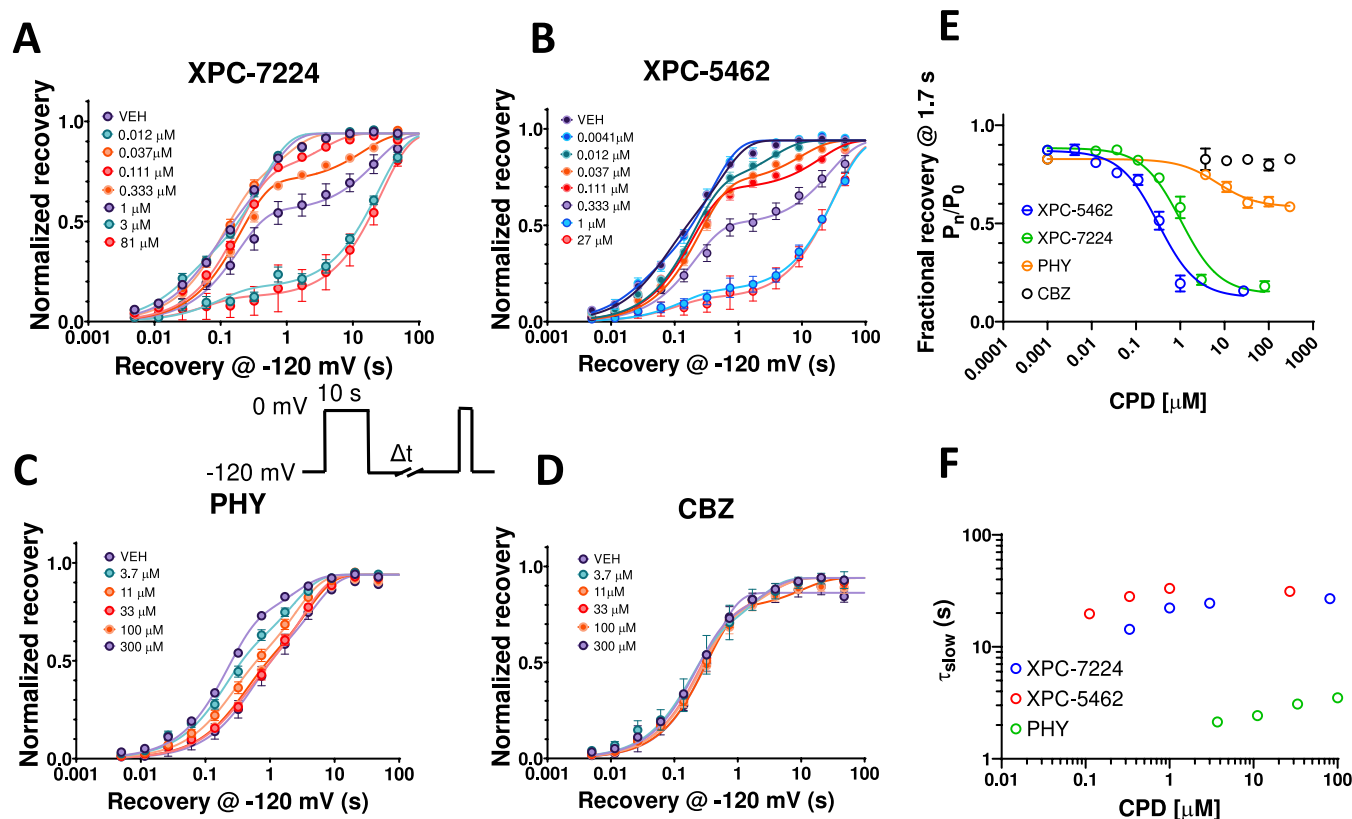 A
XPC-7224
Normalized recovery
1.0
0.5
0.0
VEH
0.012 µM
0.037µM
0.111 µM
0.333 µM
1 µM
3 µM
81 µM
0.001 0.01 0.1 1 10 100
Recovery @ -120 mV (s)
B
XPC-5462
Normalized recovery
1.0
0.5
0.0
VEH
0.0041µM
0.012 µM
0.037 µM
0.111 µM
0.333 µM
1 µM
27 µM
0.001 0.01 0.1 1 10 100
Recovery @ -120 mV (s)
E
Fractional recovery @ 1.7 s
Pn/P0
1.0
0.5
0.0
XPC-5462
XPC-7224
PHY
CBZ
0.0001 0.001 0.01 0.1 1 10 100 1000
CPD [µM]
0 mV
10 s
Δt
-120 mV
C
PHY
Normalized recovery
1.0
0.5
0.0
VEH
3.7 µM
11 µM
33 µM
100 µM
300 µM
0.001 0.01 0.1 1 10 100
Recovery @ -120 mV (s)
D
CBZ
Normalized recovery
1.0
0.5
0.0
VEH
3.7 µM
11µM
33 µM
100 µM
300 µM
0.001 0.01 0.1 1 10 100
Recovery @ -120 mV (s)
F
τslow (s)
100
10
1
XPC-7224
XPC-5462
PHY
0.01 0.1 1 10 100
CPD [µM]